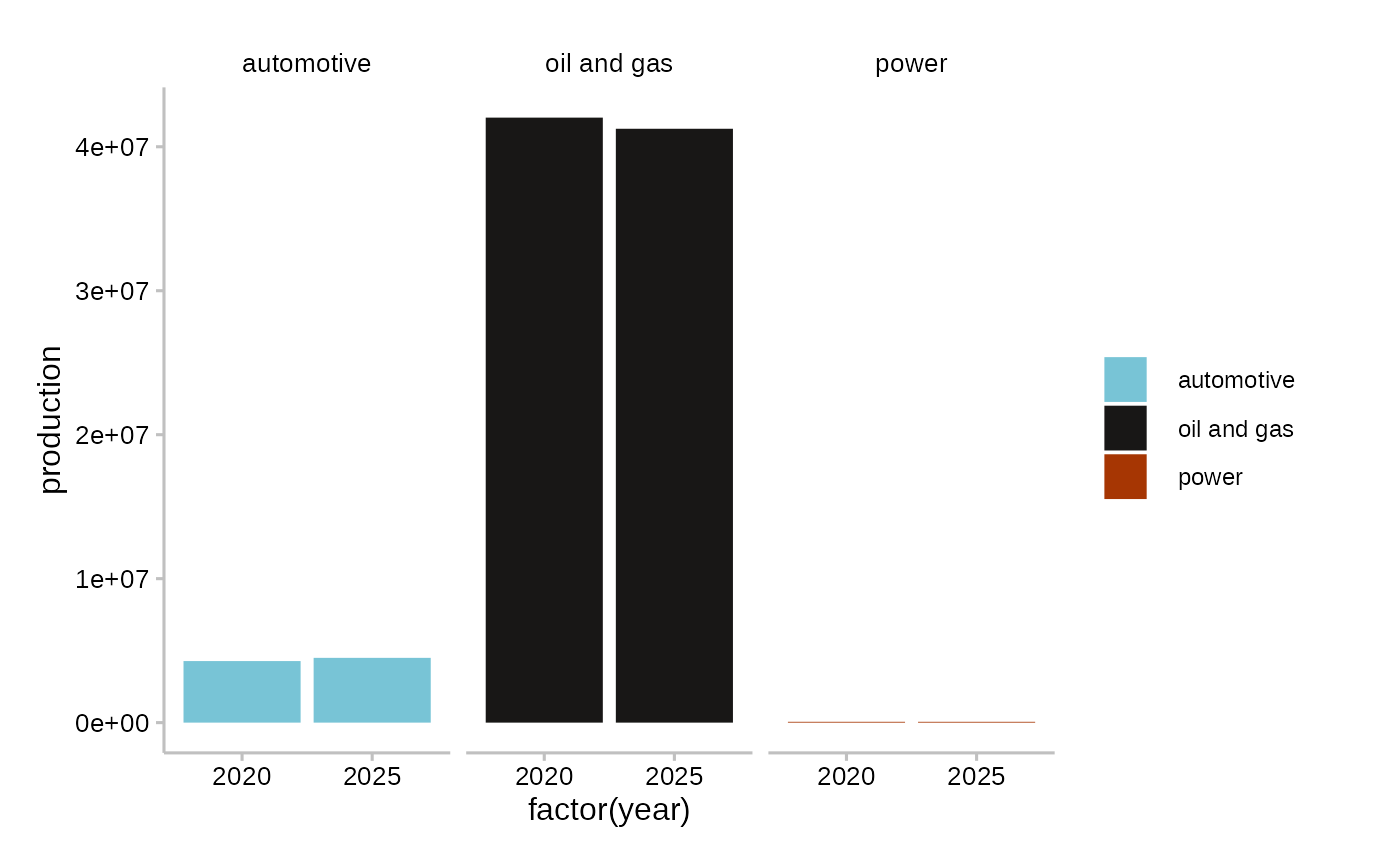 automotive oil and gas power
4e+07
3e+07
2e+07
1e+07
0e+00
production
2020 2025 2020 2025 2020 2025
factor(year)
automotive
oil and gas
power